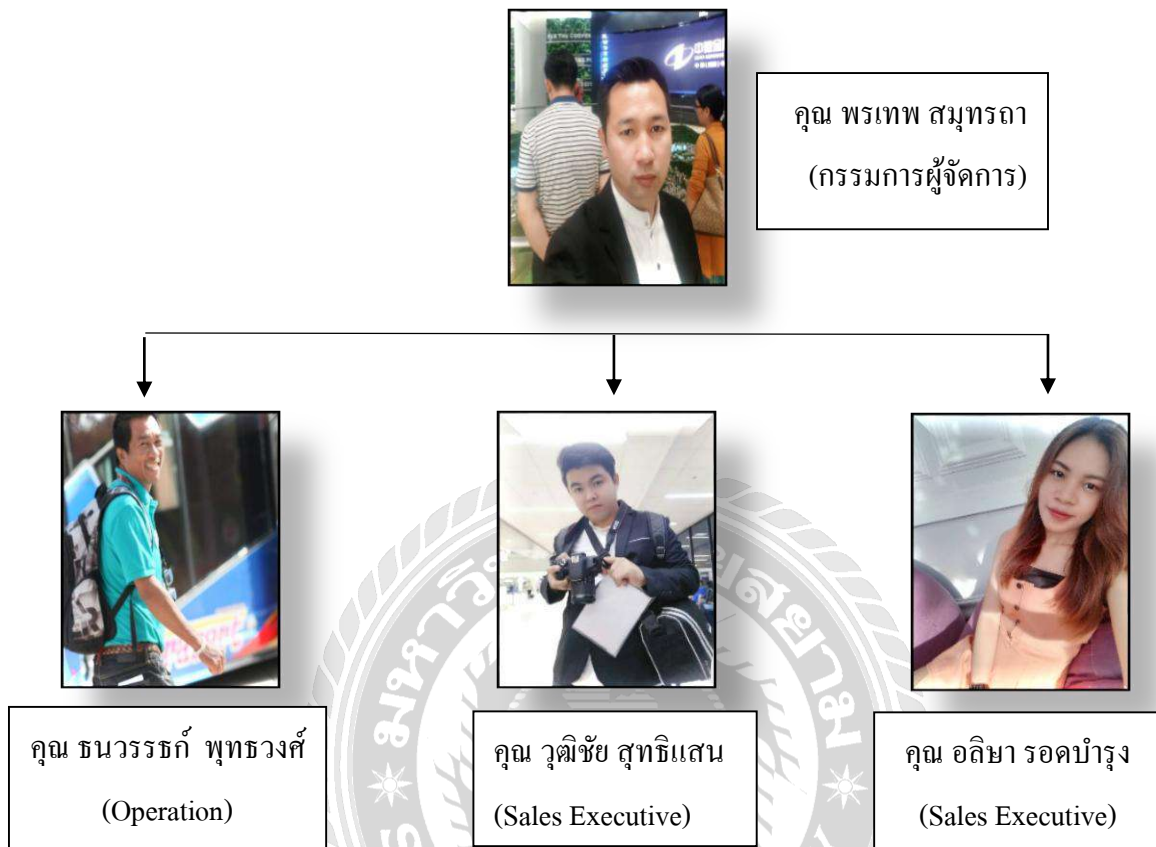 คุณ พรเทพ สมุทรถา
(กรรมการผู้จัดการ)
คุณ ธนวรรธก์ พุทธวงศ์
(Operation)
คุณ วุฒิชัย สุทธิแสน
(Sales Executive)
คุณ อลิษา รอดบำรุง
(Sales Executive)